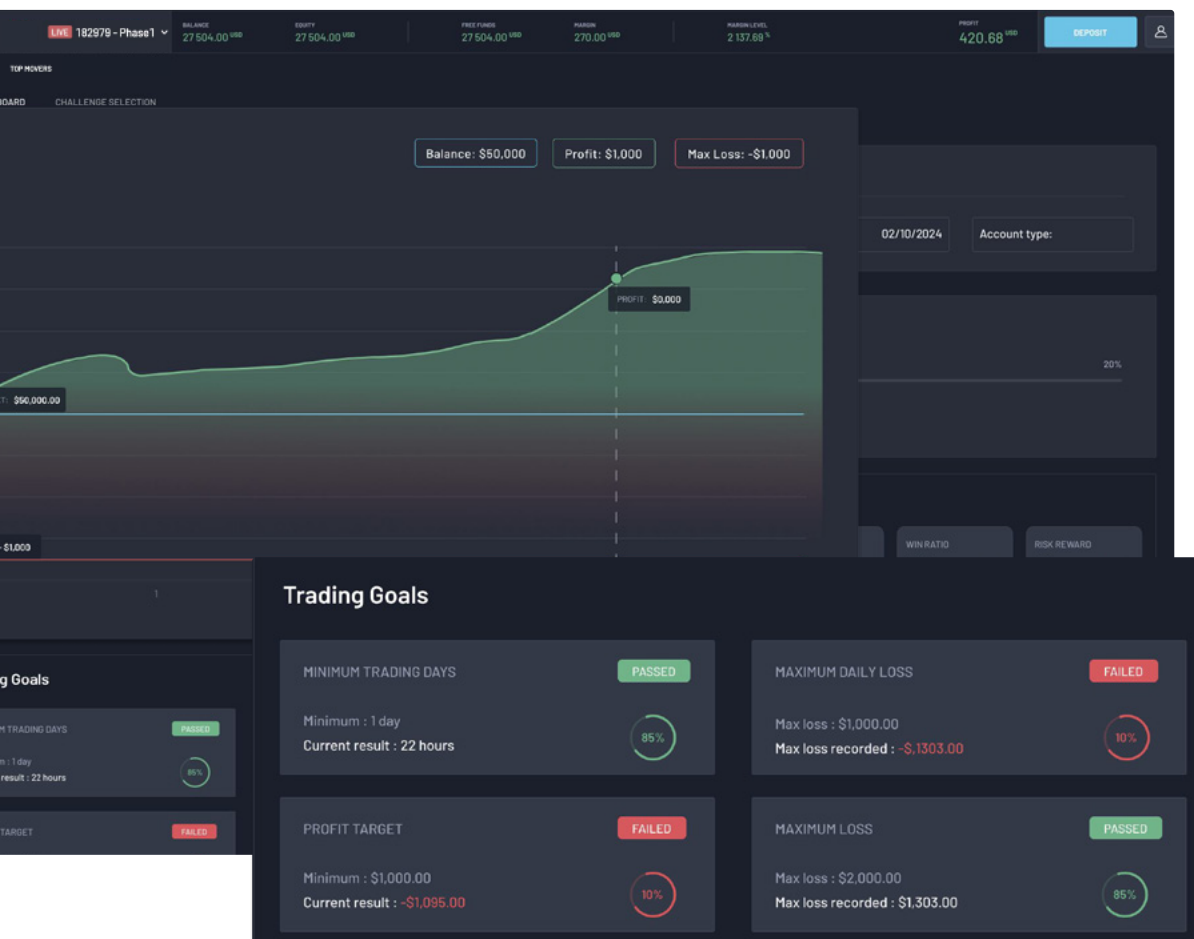 LIVE 182979 - Phase1
BALANCE
27 504.00 USD
EQUITY
27 504.00 USD
FREE FUNDS
27 504.00 USD
MARGIN
270.00 USD
MARGIN LEVEL
2 137.69 %
PROFIT
420.68 USD
DEPOSIT
TOP MOVERS
BOARD
CHALLENGE SELECTION
Balance: $50,000
Profit: $1,000
Max Loss: -$1,000
02/10/2024
Account type:
PROFIT: $0,000
20%
T: $50,000.00
- $1,000
WIN RATIO
RISK REWARD
1
g Goals
M TRADING DAYS
PASSED
m : 1 day
result : 22 hours
85%
TARGET
FAILED
Trading Goals
MINIMUM TRADING DAYS
PASSED
Minimum : 1 day
Current result : 22 hours
85%
MAXIMUM DAILY LOSS
FAILED
Max loss : $1,000.00
Max loss recorded : -$,1303.00
10%
PROFIT TARGET
FAILED
Minimum : $1,000.00
Current result : -$1,095.00
10%
MAXIMUM LOSS
PASSED
Max loss : $2,000.00
Max loss recorded : $1,303.00
85%